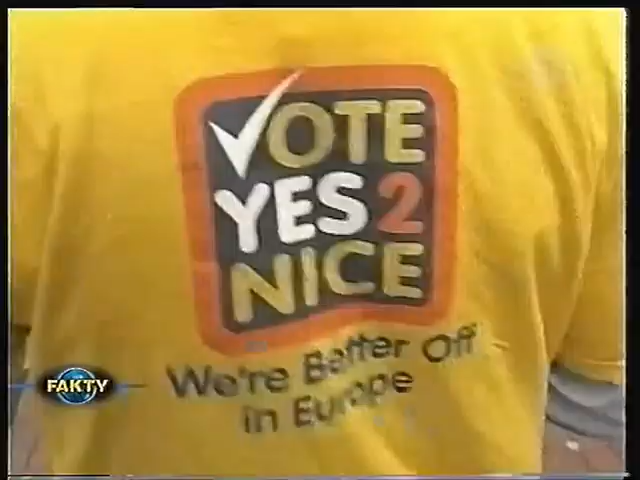 VOTE
YES 2
NICE
We're Better Off
in Europe
FAKTY